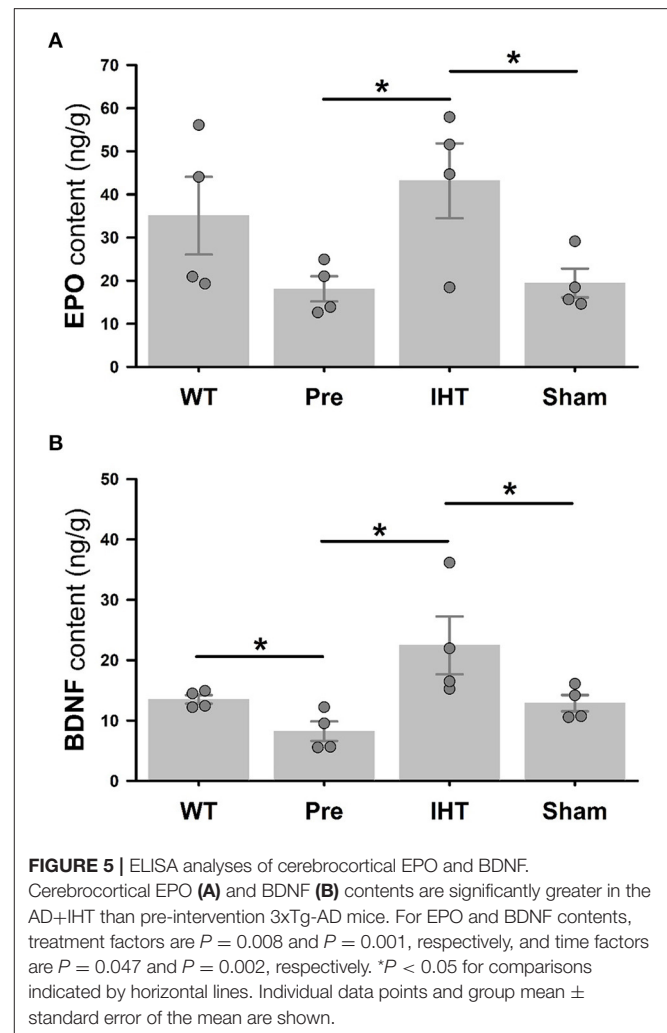 A
*
*
70
60
50
40
30
20
10
0
EPO content (ng/g)
WT Pre IHT Sham
B
*
*
*
50
40
30
20
10
0
BDNF content (ng/g)
WT Pre IHT Sham
FIGURE 5 | ELISA analyses of cerebrocortical EPO and BDNF.
Cerebrocortical EPO (A) and BDNF (B) contents are significantly greater in the
AD+IHT than pre-intervention 3xTg-AD mice. For EPO and BDNF contents,
treatment factors are P = 0.008 and P = 0.001, respectively, and time factors
are P = 0.047 and P = 0.002, respectively. *P < 0.05 for comparisons
indicated by horizontal lines. Individual data points and group mean ±
standard error of the mean are shown.